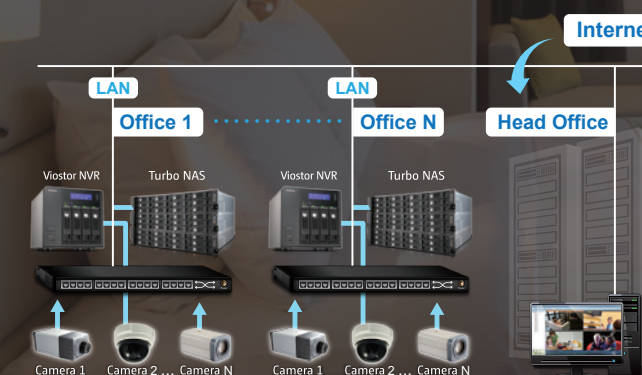 Interne
LAN
LAN
Office 1
Office N
Head Office
Viostor NVR
Turbo NAS
Viostor NVR
Turbo NAS
Camera 1
Camera 2 ... Camera N
Camera 1
Camera 2 ... Camera N